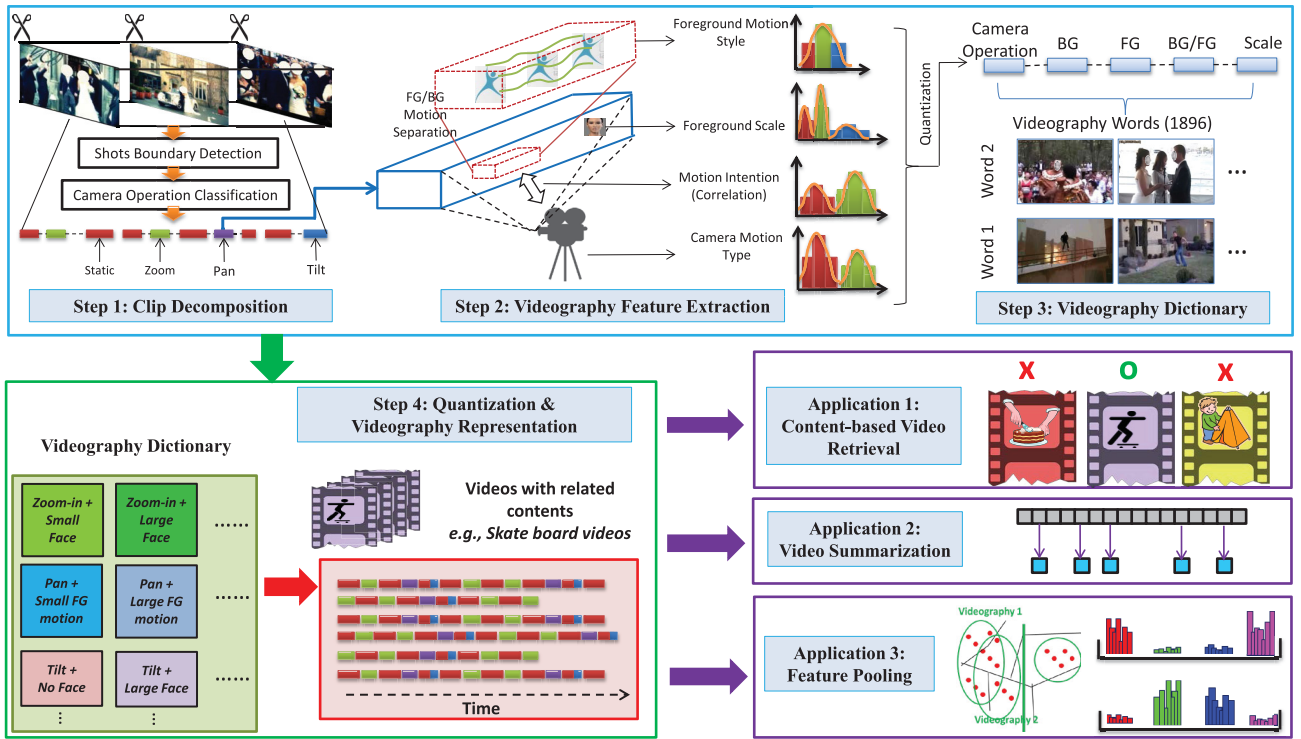 Shots Boundary Detection
Camera Operation Classification
Static
Zoom
Pan
Tilt
Step 1: Clip Decomposition
FG/BG
Motion
Separation
Foreground Motion
Style
Foreground Scale
Motion Intention
(Correlation)
Camera Motion
Type
Step 2: Videography Feature Extraction
Quantization
Camera
Operation
BG
FG
BG/FG
Scale
Videography Words (1896)
Word 2
...
Word 1
...
Step 3: Videography Dictionary
Videography Dictionary
Zoom-in +
Small
Face
Zoom-in +
Large
Face
......
Pan +
Small FG
motion
Pan +
Large FG
motion
......
Tilt +
No Face
Tilt +
Large Face
......
Step 4: Quantization &
Videography Representation
Videos with related
contents
e.g., Skate board videos
Time
Application 1:
Content-based Video
Retrieval
X
O
X
Application 2:
Video Summarization
Application 3:
Feature Pooling
Videography 1
Videography 2